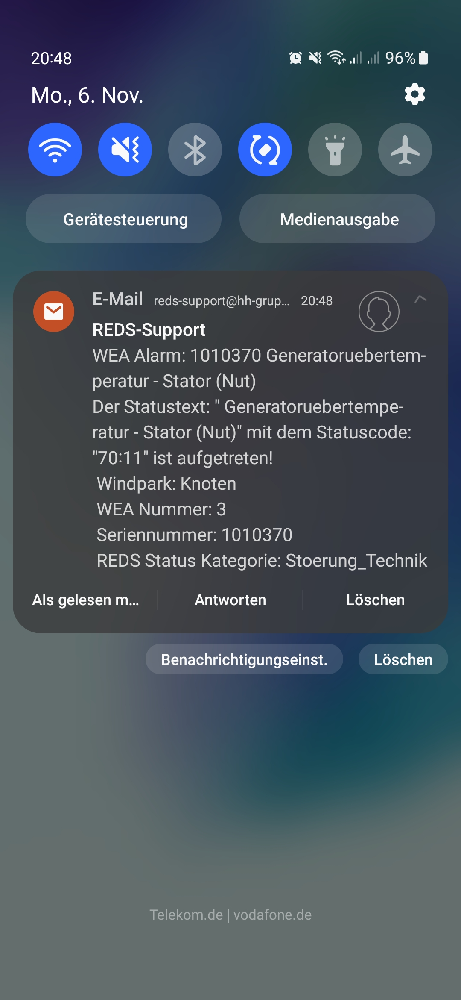 20:48
96%
Mo., 6. Nov.
Gerätesteuerung
Medienausgabe
E-Mail reds-support@hh-grup... 20:48
REDS-Support
WEA Alarm: 1010370 Generatoruebertem-
peratur - Stator (Nut)
Der Statustext: " Generatoruebertempe-
ratur - Stator (Nut)" mit dem Statuscode:
"70:11" ist aufgetreten!
Windpark: Knoten
WEA Nummer: 3
Seriennummer: 1010370
REDS Status Kategorie: Stoerung_Technik
Als gelesen m...
Antworten
Löschen
Benachrichtigungseinst.
Löschen
Telekom.de | vodafone.de